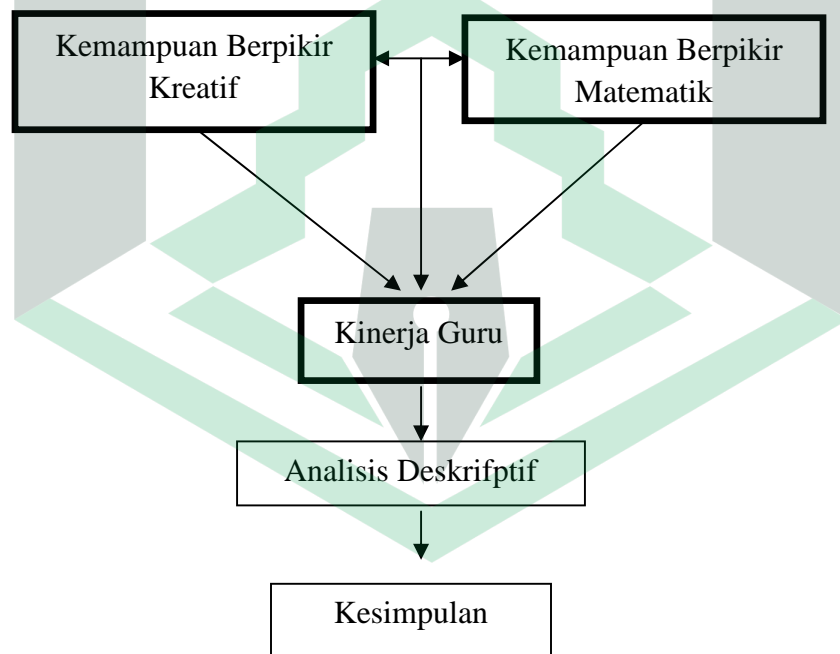 Kemampuan Berpikir
Kreatif
Kemampuan Berpikir
Matematik
Kinerja Guru
Analisis Deskrifptif
Kesimpulan